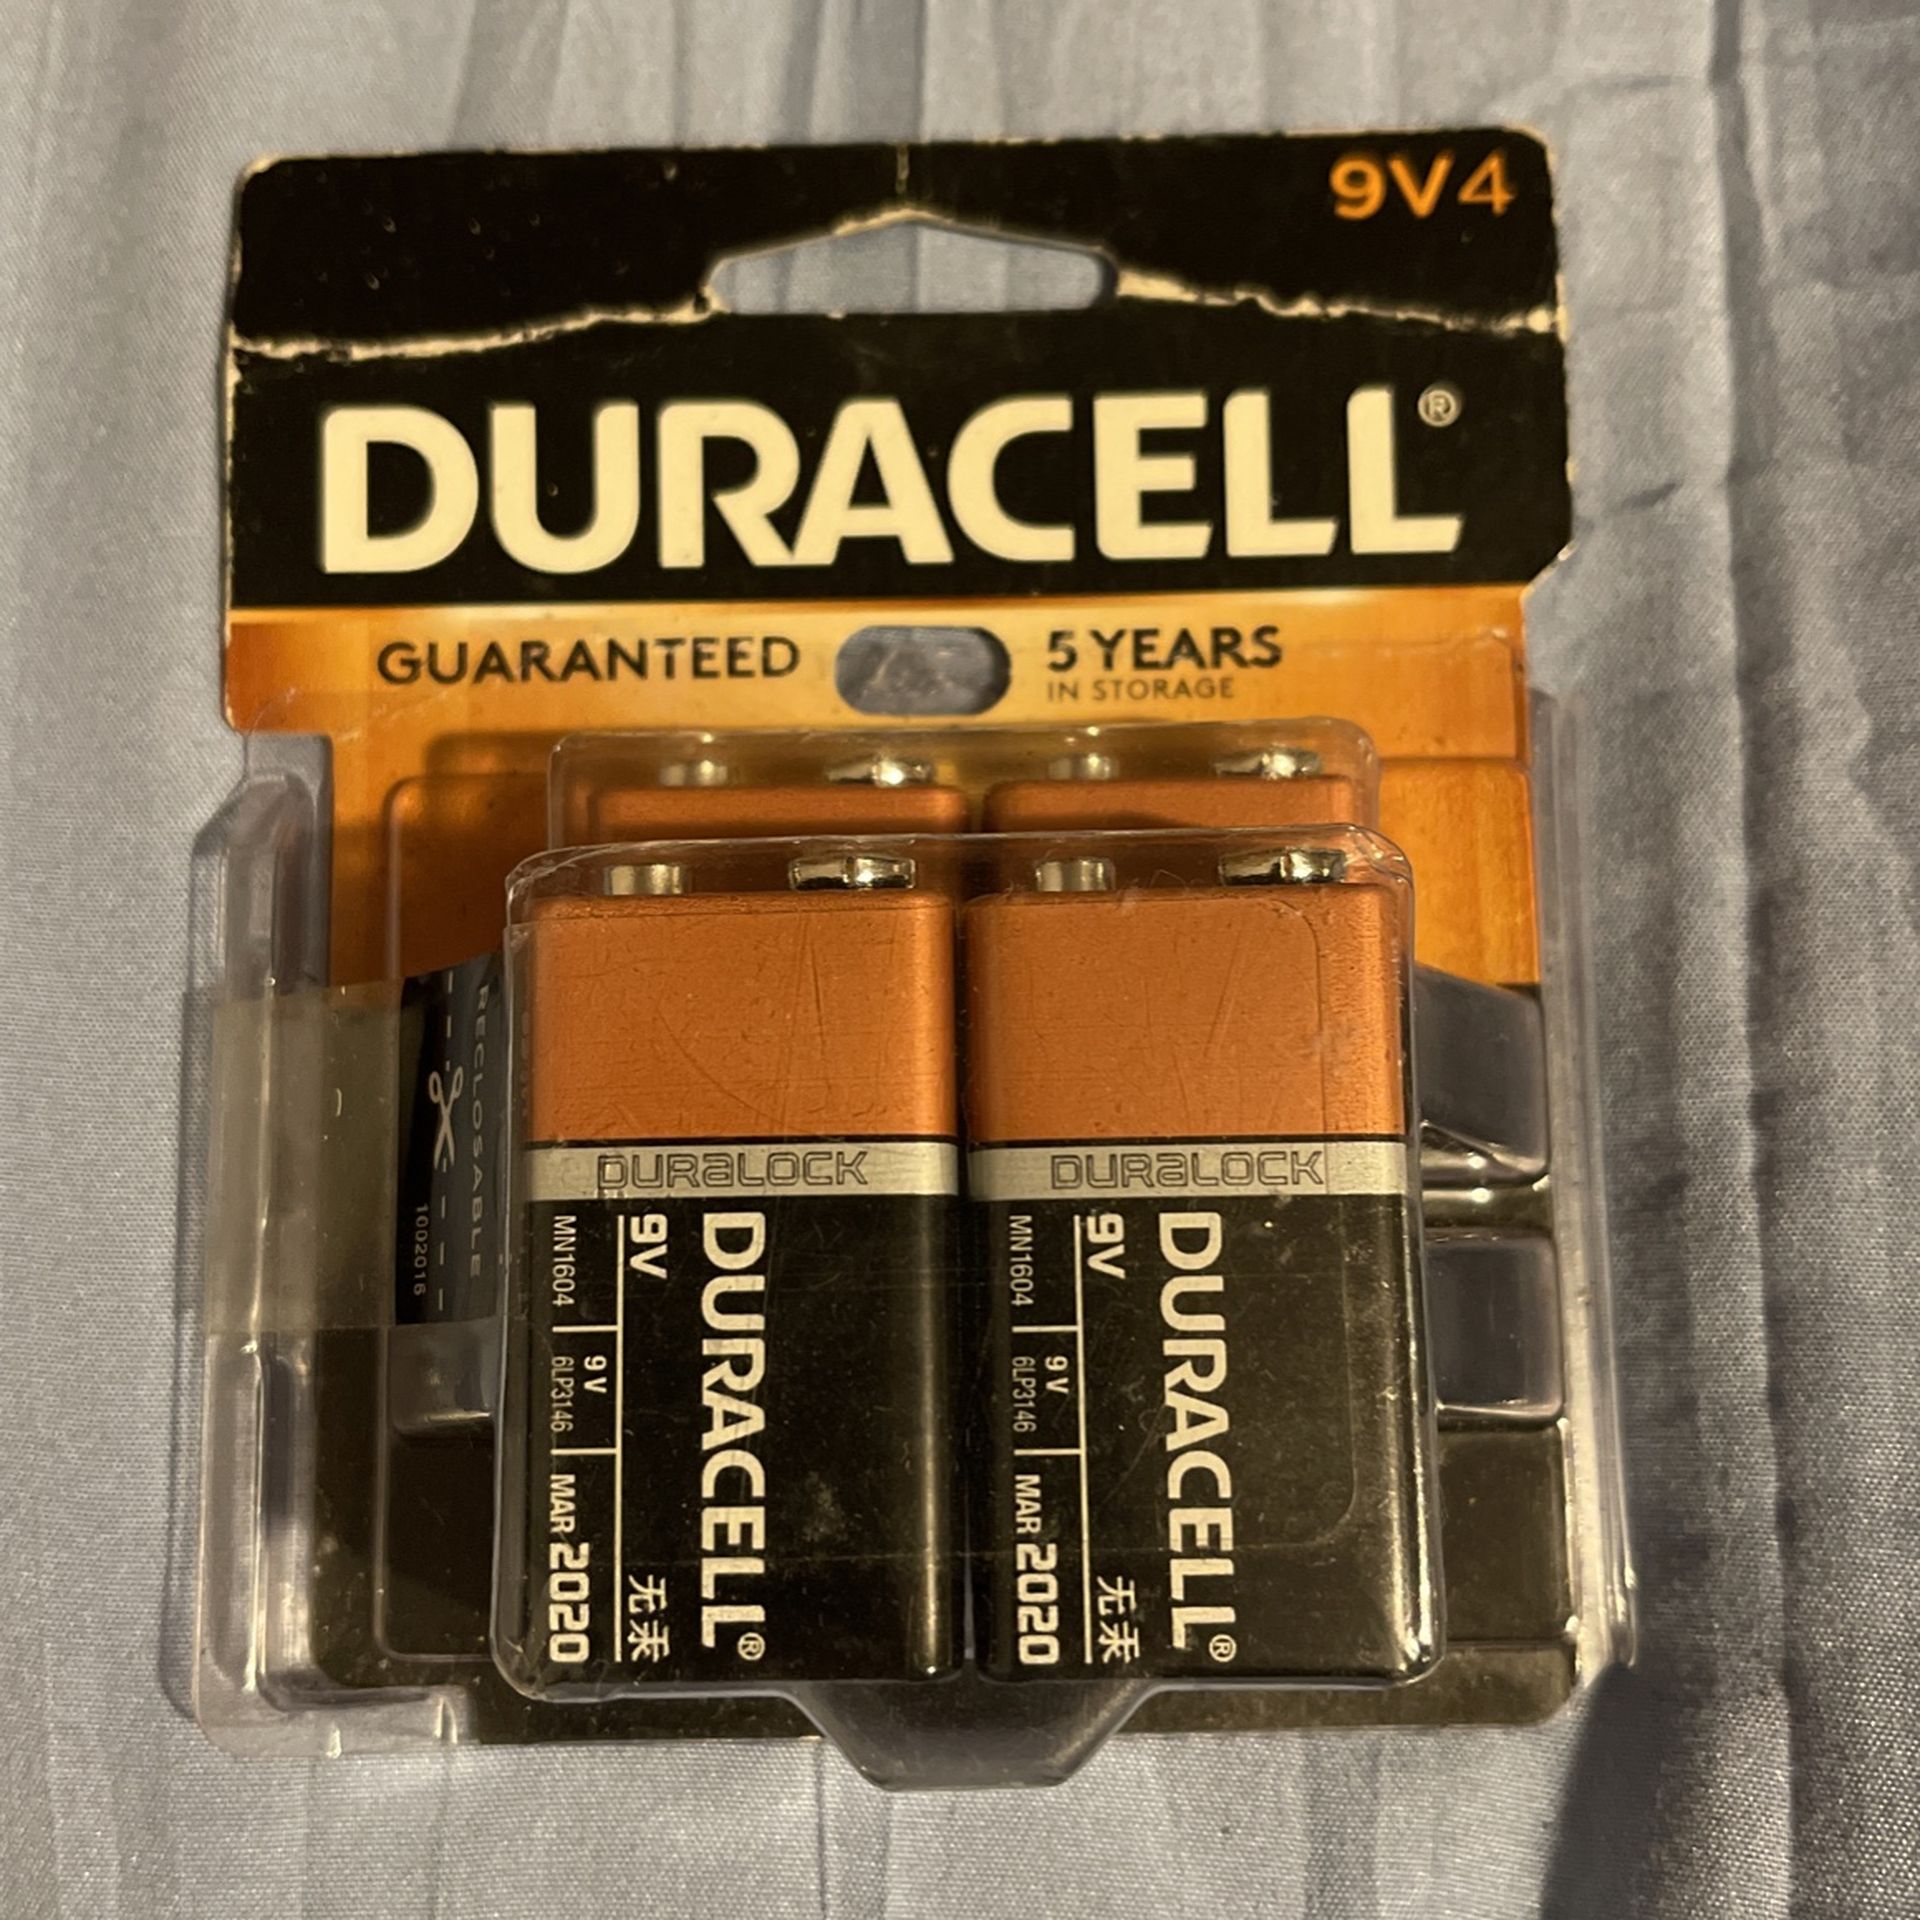 9V4
DURACELL®
GUARANTEED
5 YEARS
IN STORAGE
RECLOSABLE
1002016
DURALOCK
DURACELL®
9V
无汞
MN1604
9V
6LP3146
MAR 2020
DURALOCK
DURACELL®
9V
无汞
MN1604
9V
6LP3146
MAR 2020